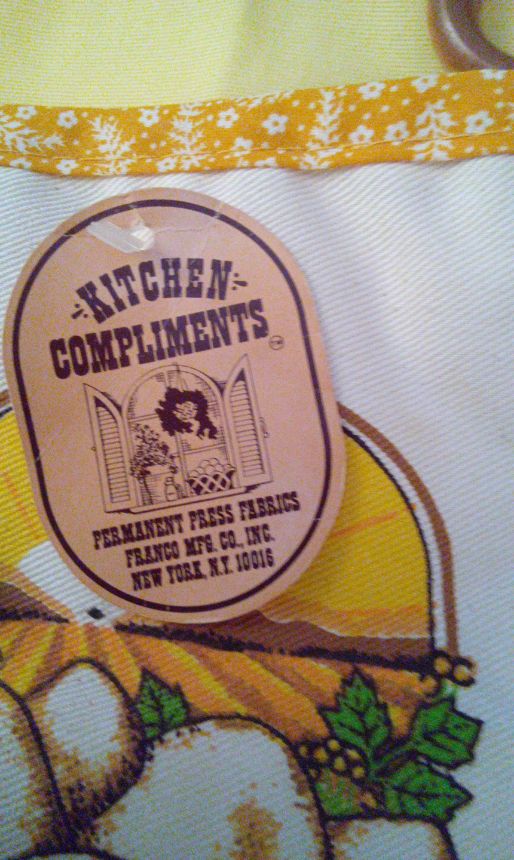 KITCHEN
COMPLIMENTS
PERMANENT PRESS FABRICS
FRANCO MFG. CO., INC.
NEW YORK, N.Y. 10016